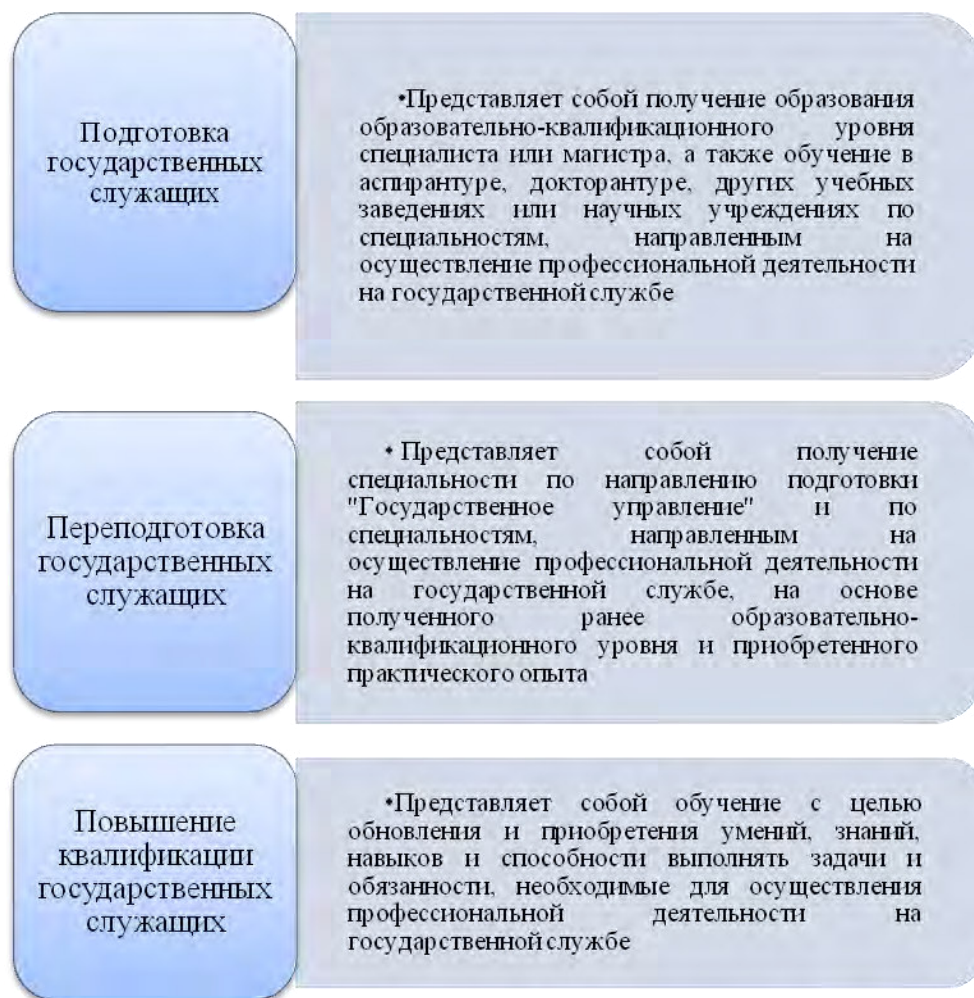 Подготовка
государственных
служащих
•Представляет собой получение образования
образовательно-квалификационного уровня
специалиста или магистра, а также обучение в
аспирантуре, докторантуре, других учебных
заведениях или научных учреждениях по
специальностям, направленным на
осуществление профессиональной деятельности
на государственной службе
Переподготовка
государственных
служащих
• Представляет собой получение
специальности по направлению подготовки
"Государственное управление" и по
специальностям, направленным на
осуществление профессиональной деятельности
на государственной службе, на основе
полученного ранее образовательно-
квалификационного уровня и приобретенного
практического опыта
Повышение
квалификации
государственных
служащих
•Представляет собой обучение с целью
обновления и приобретения умений, знаний,
навыков и способности выполнять задачи и
обязанности, необходимые для осуществления
профессиональной деятельности на
государственной службе